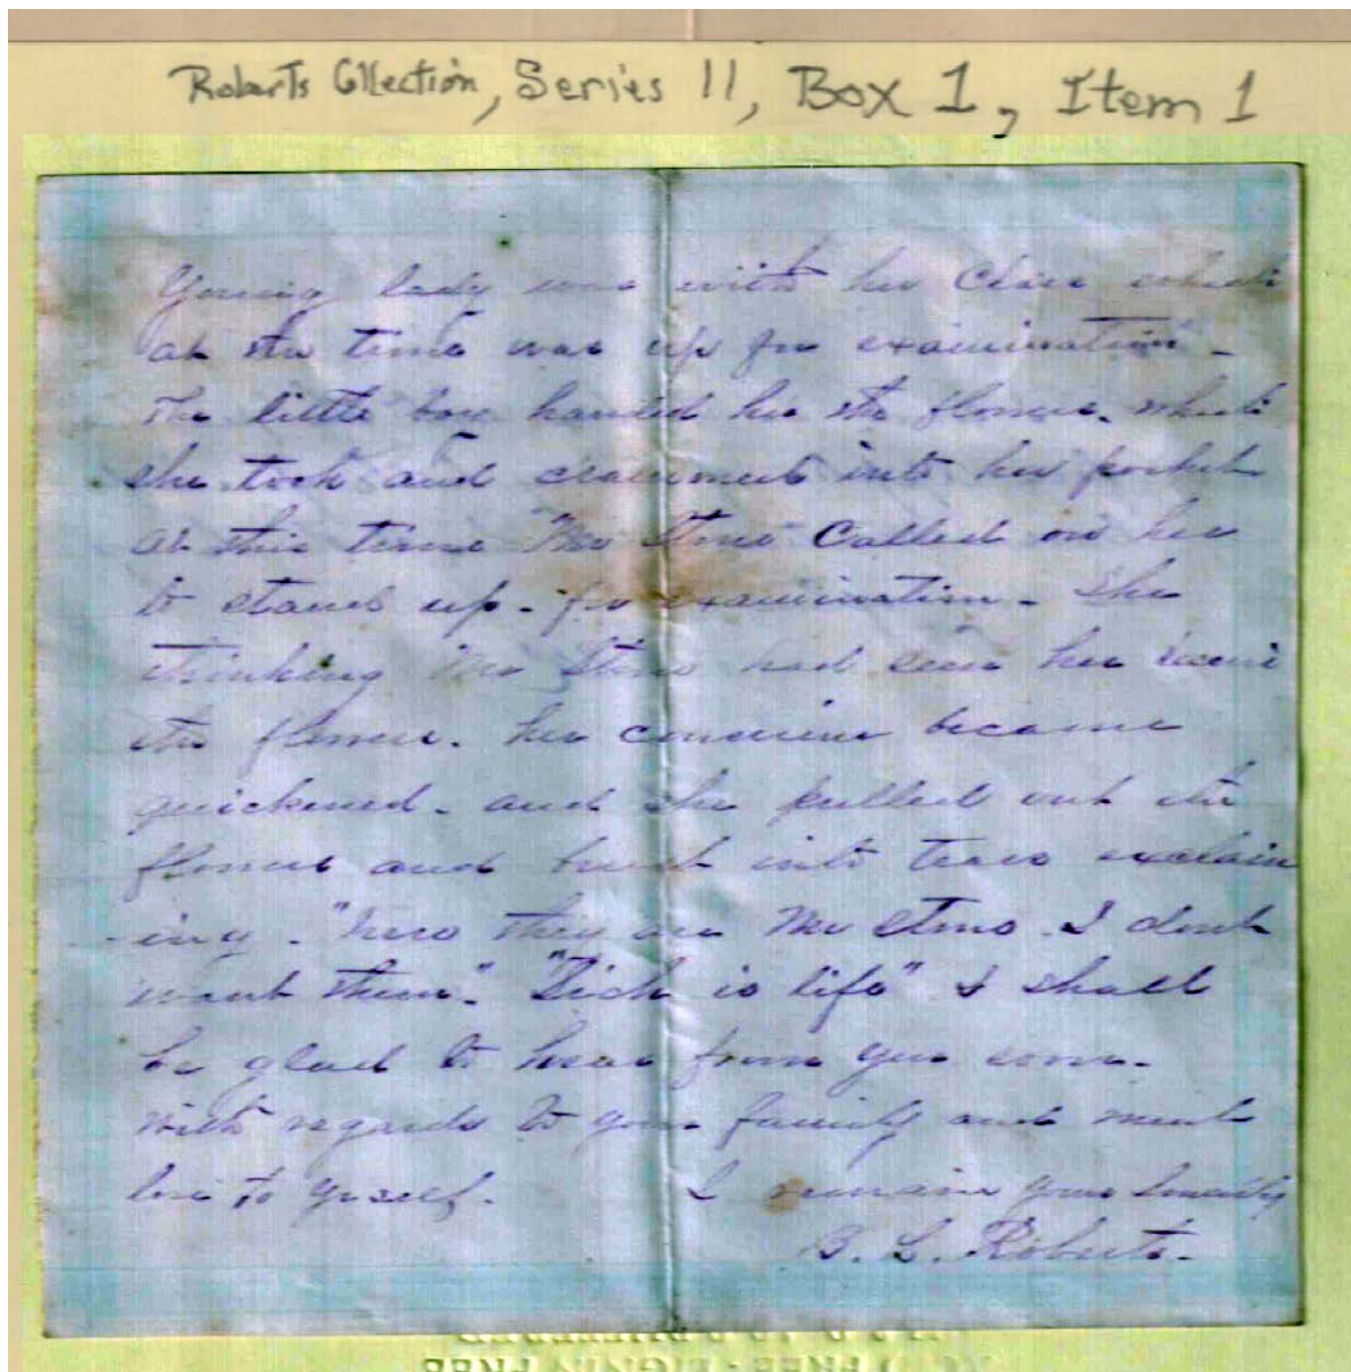 Roberts Collection, Series 11, Box 1, Item 1
Young lady was with her Class which
at the time was up for examination -
The little boy handed her the flowers. which
she took and crammed into her pocket
at this time Mr Stone Called on her
to stand up - for examination - She
thinking Mr Stone had seen her
the flowers. her became
quickened - and she pulled out the
flowers and burst into tears exclaim
-ing - "here they are Mr Stone. I dont
want them." "Sich is life" I shall
be glad to hear from you soon.
with regards to your family and much
love to yoself. I remain yours
B. L. Roberts -
FREE · LIGNIN FREE